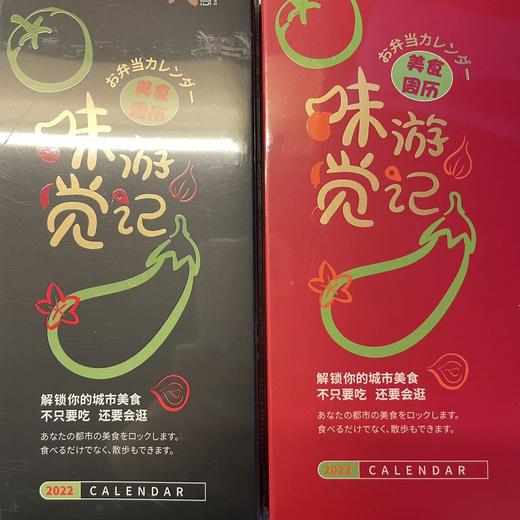 お弁当カレンダー
美食
周历
味觉游记
解锁你的城市美食
不只要吃 还要会逛
あなたの都市の美食をロックします。
食べるだけでなく、散歩もできます。
2022 CALENDAR
お弁当カレンダー
美食
周历
味觉游记
解锁你的城市美食
不只要吃 还要会逛
あなたの都市の美食をロックします。
食べるだけでなく、散歩もできます。
2022 CALENDAR